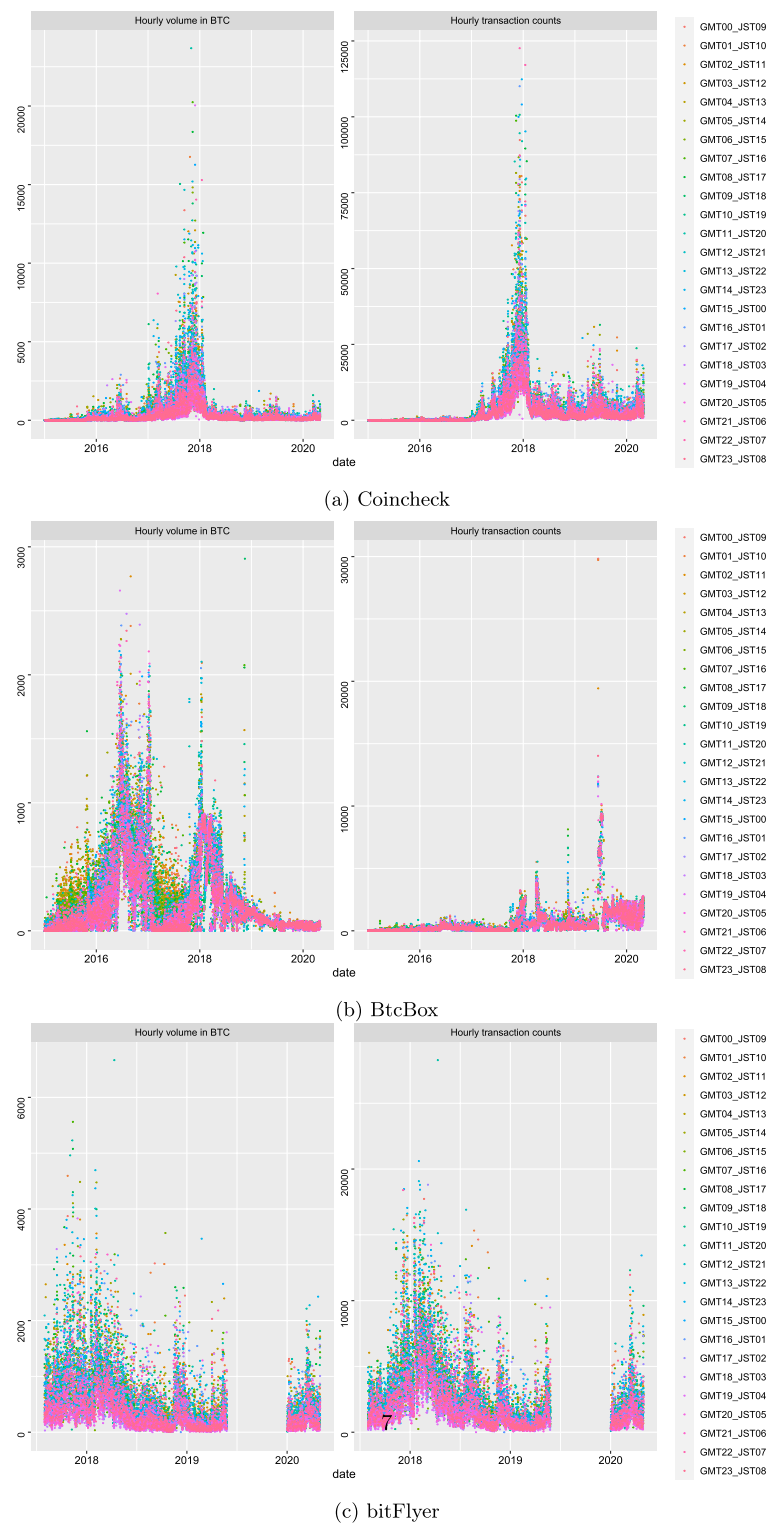 Hourly volume in BTC
Hourly transaction counts
0
5000
10000
15000
20000
2016
2018
2020
date
0
25000
50000
75000
100000
125000
2016
2018
2020
GMT00_JST09
GMT01_JST10
GMT02_JST11
GMT03_JST12
GMT04_JST13
GMT05_JST14
GMT06_JST15
GMT07_JST16
GMT08_JST17
GMT09_JST18
GMT10_JST19
GMT11_JST20
GMT12_JST21
GMT13_JST22
GMT14_JST23
GMT15_JST00
GMT16_JST01
GMT17_JST02
GMT18_JST03
GMT19_JST04
GMT20_JST05
GMT21_JST06
GMT22_JST07
GMT23_JST08
(a) Coincheck
Hourly volume in BTC
Hourly transaction counts
0
1000
2000
3000
2016
2018
2020
date
0
10000
20000
30000
2016
2018
2020
GMT00_JST09
GMT01_JST10
GMT02_JST11
GMT03_JST12
GMT04_JST13
GMT05_JST14
GMT06_JST15
GMT07_JST16
GMT08_JST17
GMT09_JST18
GMT10_JST19
GMT11_JST20
GMT12_JST21
GMT13_JST22
GMT14_JST23
GMT15_JST00
GMT16_JST01
GMT17_JST02
GMT18_JST03
GMT19_JST04
GMT20_JST05
GMT21_JST06
GMT22_JST07
GMT23_JST08
(b) BtcBox
Hourly volume in BTC
Hourly transaction counts
0
2000
4000
6000
2018
2019
2020
date
0
10000
20000
2018
2019
2020
7
GMT00_JST09
GMT01_JST10
GMT02_JST11
GMT03_JST12
GMT04_JST13
GMT05_JST14
GMT06_JST15
GMT07_JST16
GMT08_JST17
GMT09_JST18
GMT10_JST19
GMT11_JST20
GMT12_JST21
GMT13_JST22
GMT14_JST23
GMT15_JST00
GMT16_JST01
GMT17_JST02
GMT18_JST03
GMT19_JST04
GMT20_JST05
GMT21_JST06
GMT22_JST07
GMT23_JST08
(c) bitFlyer